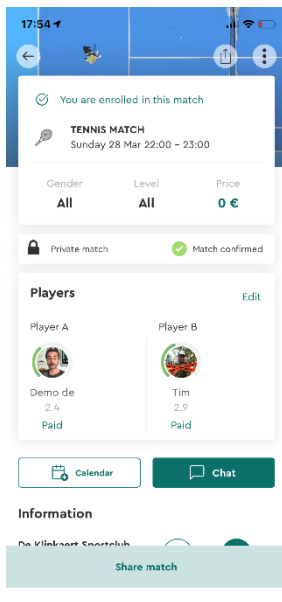 17:54
You are enrolled in this match
TENNIS MATCH
Sunday 28 Mar 22:00 – 23:00
Gender Level Price
All All 0 €
Private match Match confirmed
Players Edit
Player A Player B
Demo de Tim
2.4 2.9
Paid Paid
Calendar Chat
Information
De Klinkaert Sportclub
Share match